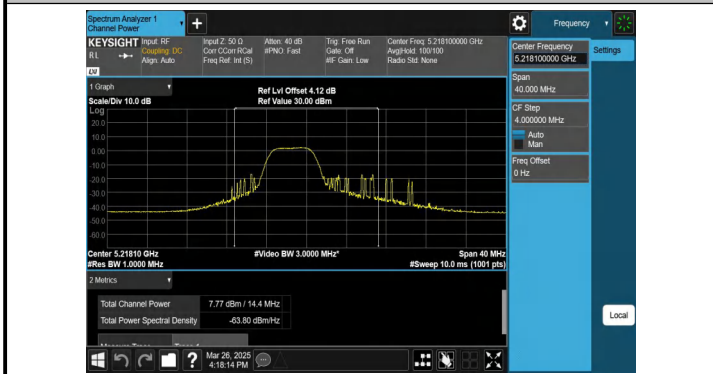 Spectrum Analyzer 1
Channel Power
Frequency
KEYSIGHT
RL
Input: RF
Coupling: DC
Align: Auto
Input Z: 50 Ω
Corr CCorr RCal
Freq Ref: Int (S)
Atten: 40 dB
#PNO: Fast
Trig: Free Run
Gate: Off
#IF Gain: Low
Center Freq: 5.218100000 GHz
Avg|Hold: 100/100
Radio Std: None
LXI
Center Frequency
5.218100000 GHz
Settings
Span
40.000 MHz
CF Step
4.000000 MHz
Auto
Man
Freq Offset
0 Hz
1 Graph
Scale/Div 10.0 dB
Ref Lvl Offset 4.12 dB
Ref Value 30.00 dBm
Log
20.0
10.0
0.00
-10.0
-20.0
-30.0
-40.0
-50.0
-60.0
Center 5.21810 GHz
#Res BW 1.0000 MHz
#Video BW 3.0000 MHz*
Span 40 MHz
#Sweep 10.0 ms (1001 pts)
2 Metrics
Total Channel Power 7.77 dBm / 14.4 MHz
Total Power Spectral Density -63.80 dBm/Hz
Local
Mar 26, 2025
4:18:14 PM